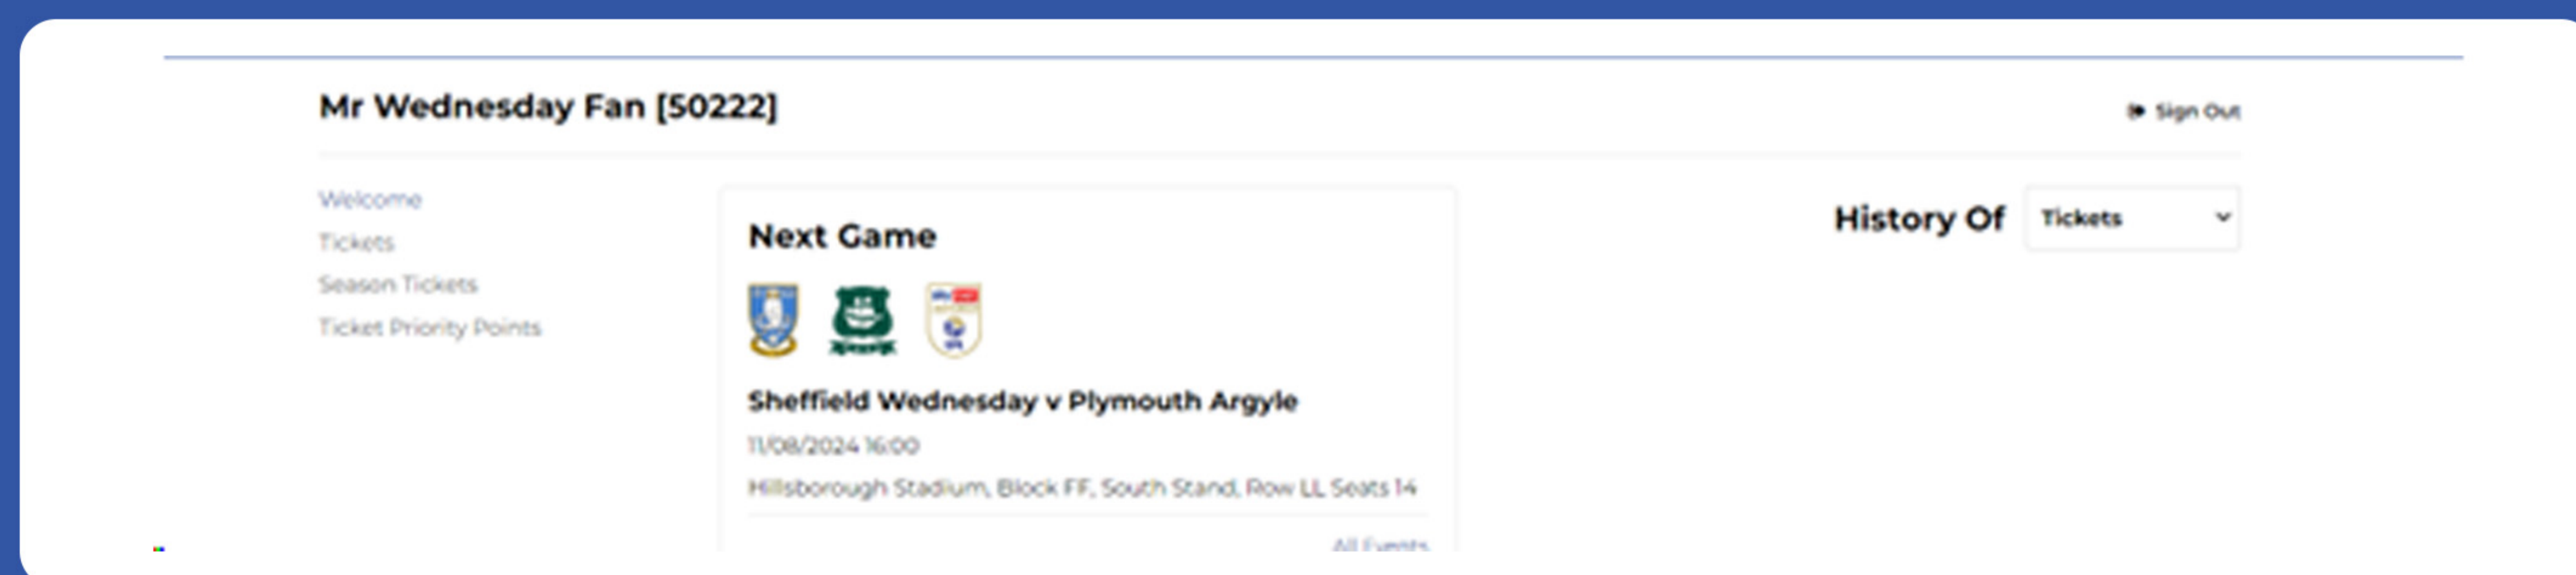 Mr Wednesday Fan [50222]
Sign Out
Welcome
Tickets
Season Tickets
Ticket Priority Points
Next Game
Sheffield Wednesday v Plymouth Argyle
11/08/2024 16:00
Hillsborough Stadium, Block FF, South Stand, Row LL Seats 14
All Events
History Of
Tickets